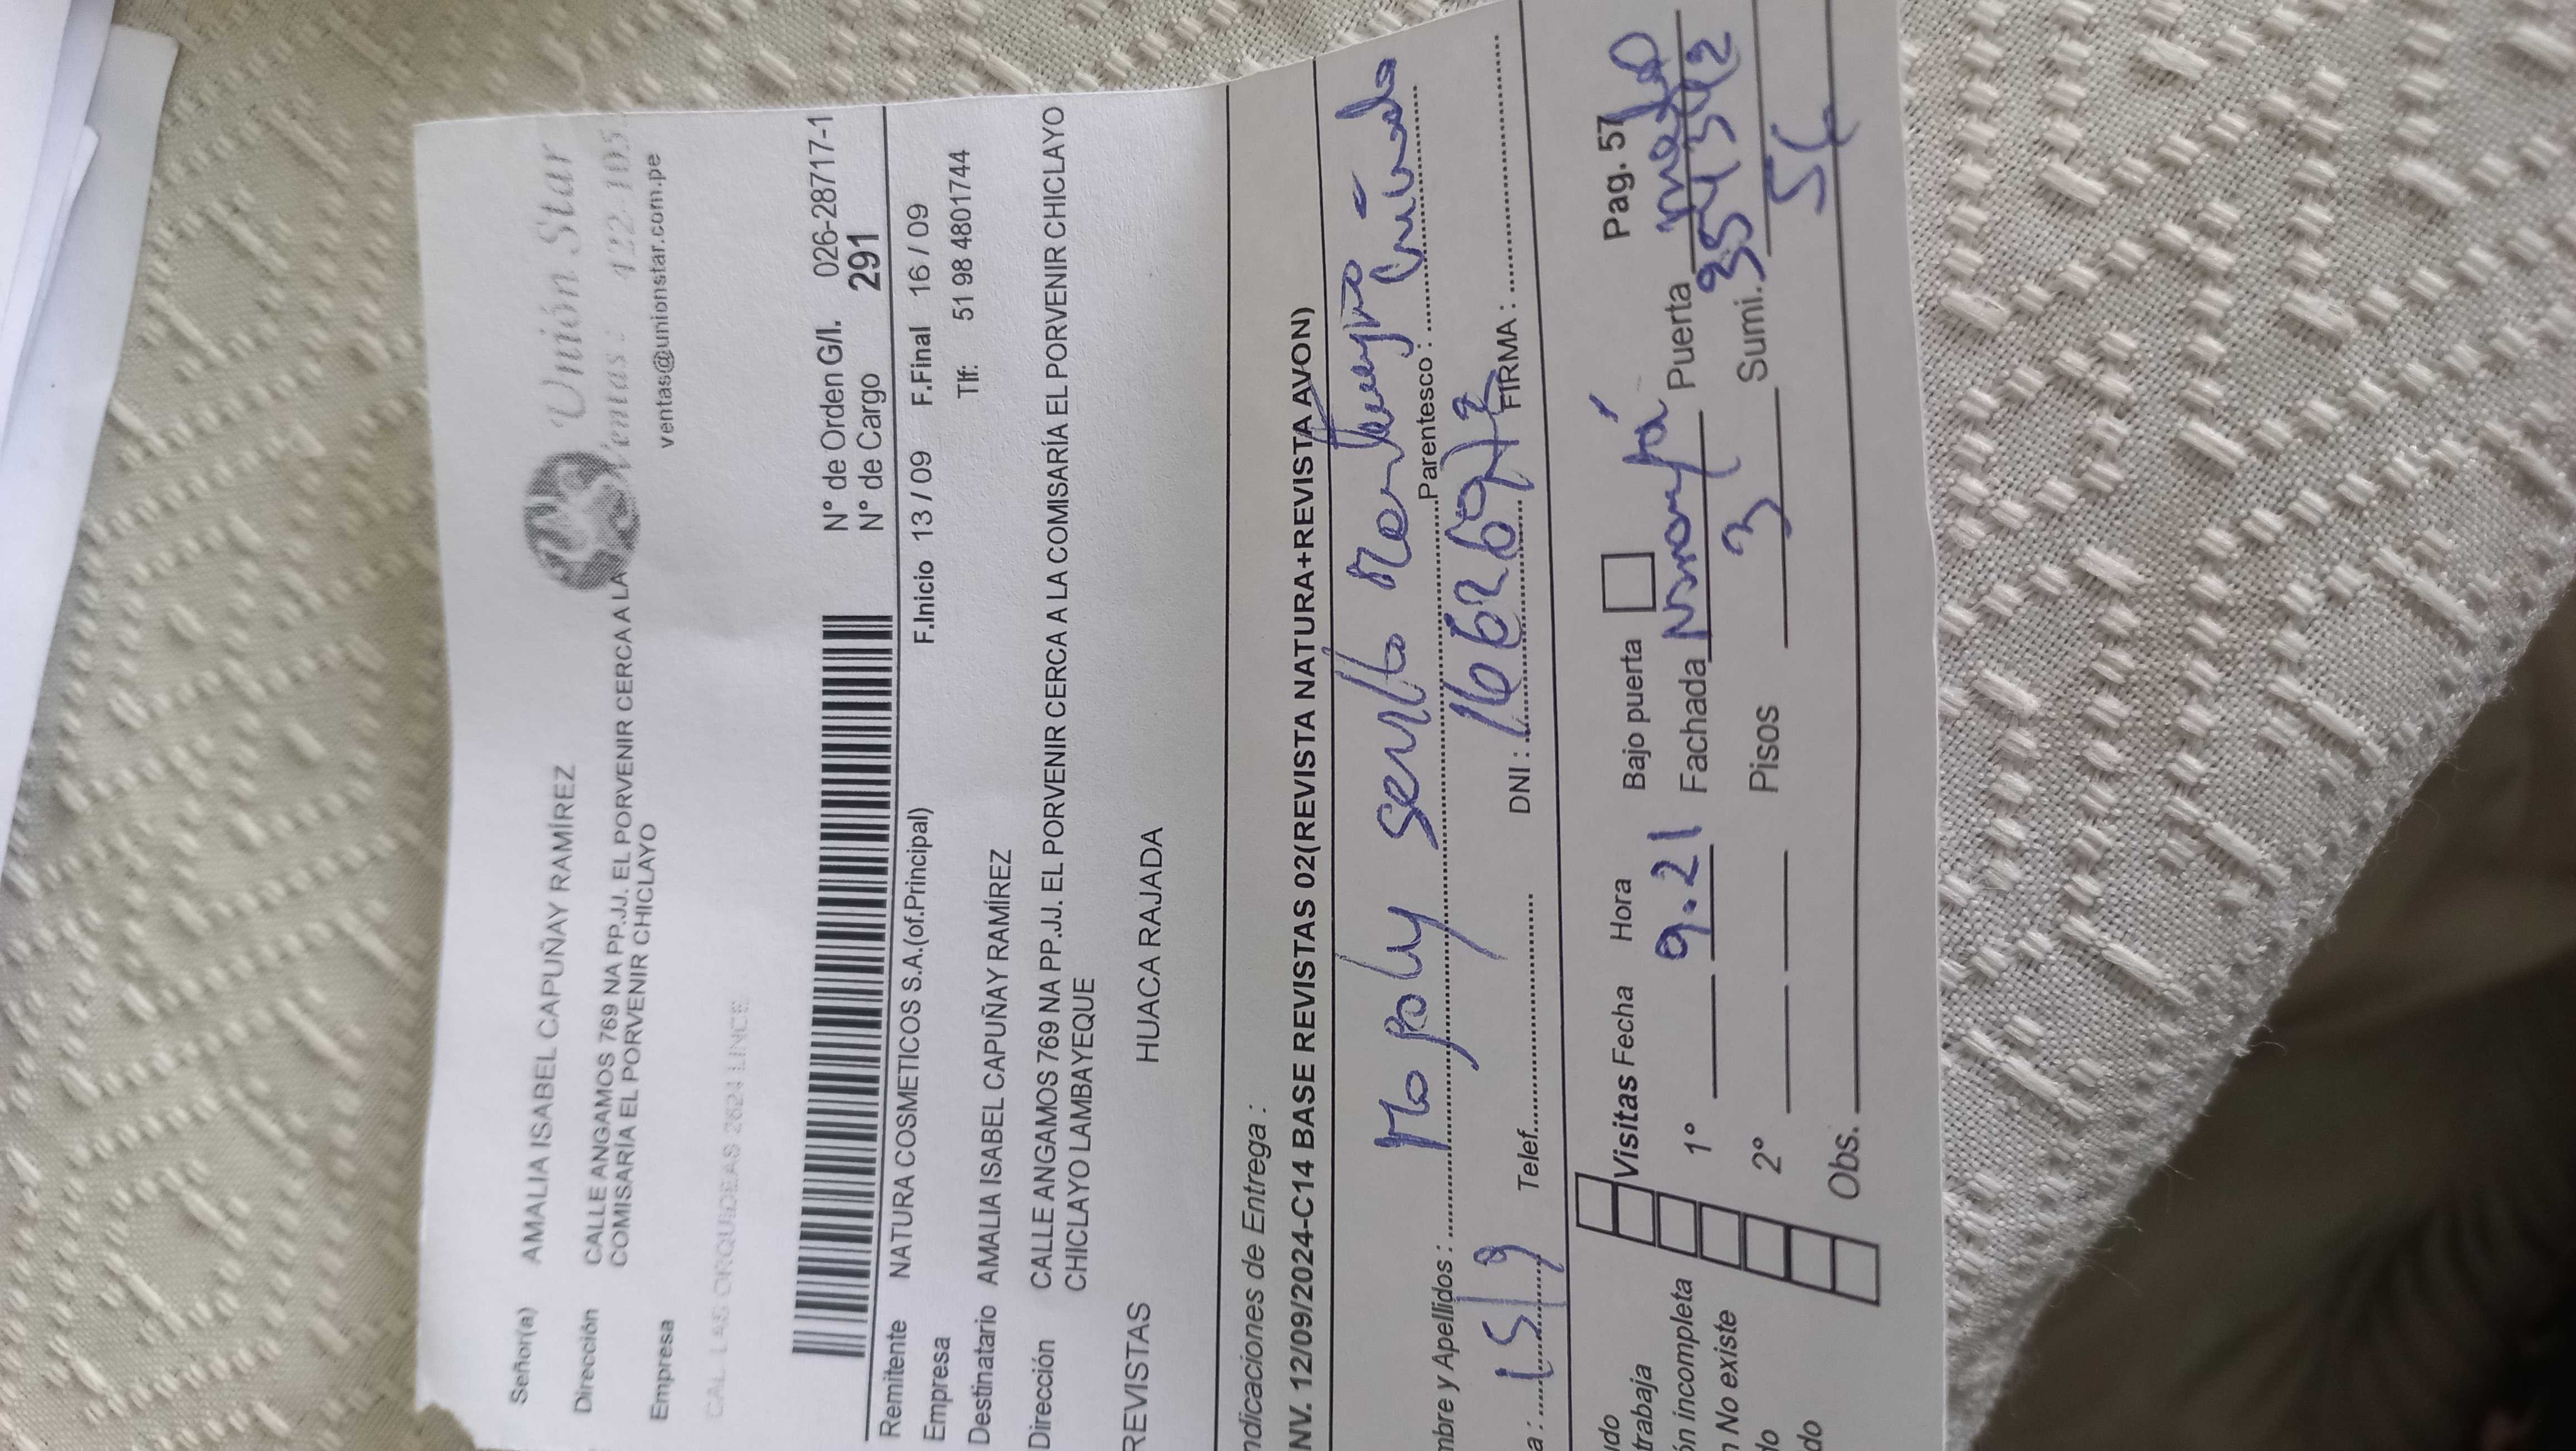 Unión Star
Ventas: 422-105
ventas@unionstar.com.pe
Señor(a) AMALIA ISABEL CAPUÑAY RAMÍREZ
Dirección CALLE ANGAMOS 769 NA PP.JJ. EL PORVENIR CERCA A LA
COMISARÍA EL PORVENIR CHICLAYO
Empresa
CAL. LAS ORQUIDEAS 2624 LINCE
N° de Orden G/I. 026-28717-1
N° de Cargo 291
Remitente NATURA COSMETICOS S.A.(of.Principal) F.Inicio 13 / 09 F.Final 16 / 09
Empresa Tlf: 51 98 4801744
Destinatario AMALIA ISABEL CAPUÑAY RAMÍREZ
Dirección CALLE ANGAMOS 769 NA PP.JJ. EL PORVENIR CERCA A LA COMISARÍA EL PORVENIR CHICLAYO
CHICLAYO LAMBAYEQUE
REVISTAS HUACA RAJADA
ndicaciones de Entrega :
NV. 12/09/2024-C14 BASE REVISTAS 02(REVISTA NATURA+REVISTA AVON)
mbre y Apellidos : Parentesco :
a : 15/9 Telef. DNI : FIRMA :
Visitas Fecha Hora Bajo puerta Pag. 57
1° 9.21 Fachada Puerta
2° Pisos 3 Sumi.
Obs.
do
trabaja
ón incompleta
n No existe
do
do